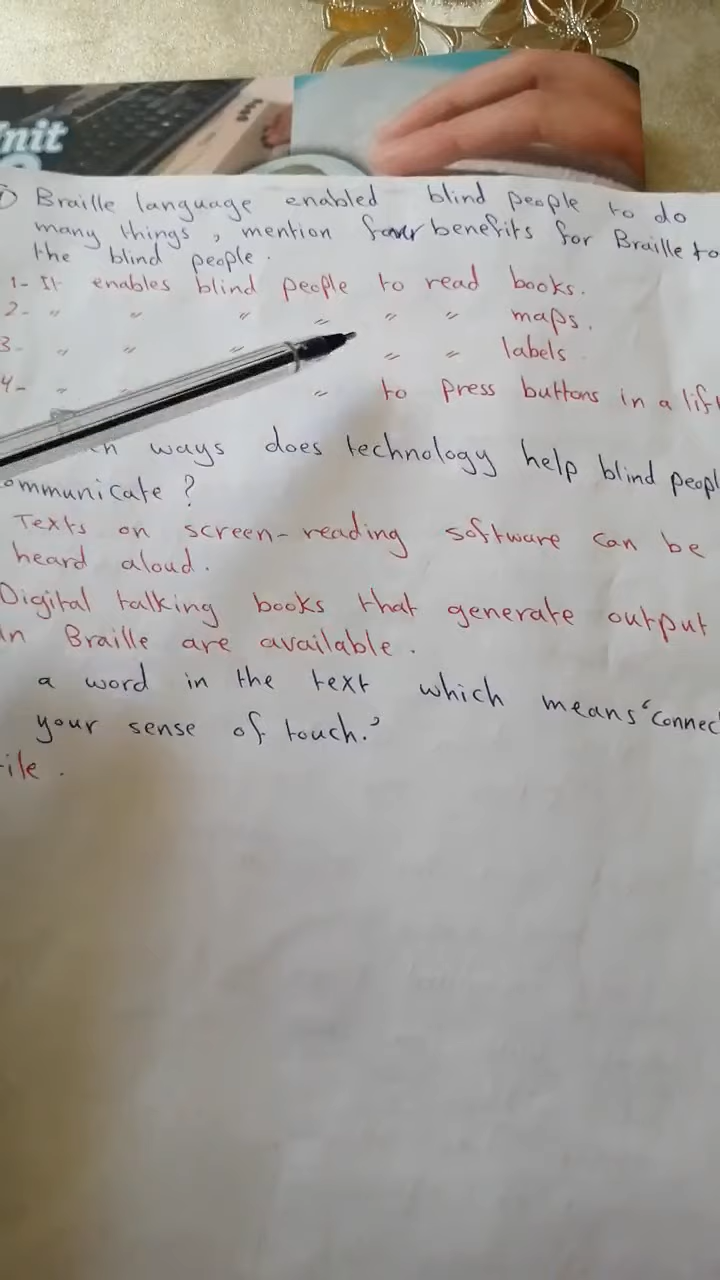 nit
Braille language enabled blind people to do
many things, mention four benefits for Braille to
the blind people.
1- It enables blind people to read books.
2- " " " " " " maps.
3- " " " " " labels
4- " " to press buttons in a lift
ways does technology help blind peopl
ommunicate?
Texts on screen-reading software can be
heard aloud.
Digital talking books that generate output
in Braille are available.
a word in the text which means 'connec
your sense of touch.'
ile.